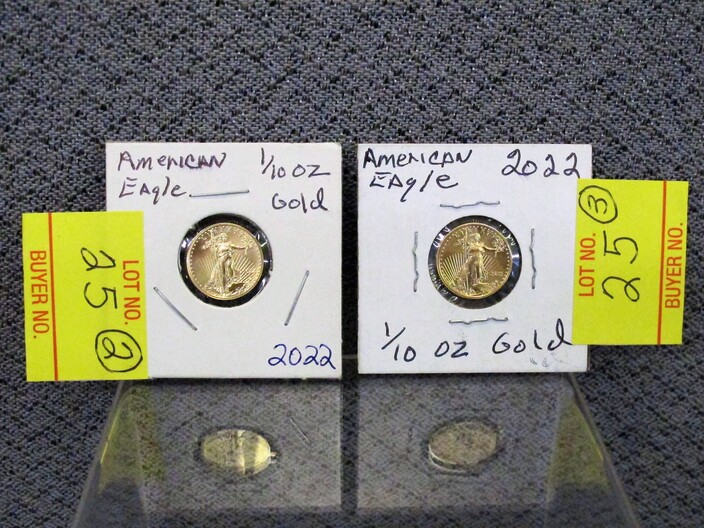 American 1/10 oz
Eagle Gold
2022
LOT NO.
25 2
BUYER NO.
American 2022
Eagle
1/10 oz Gold
LOT NO.
25 3
BUYER NO.